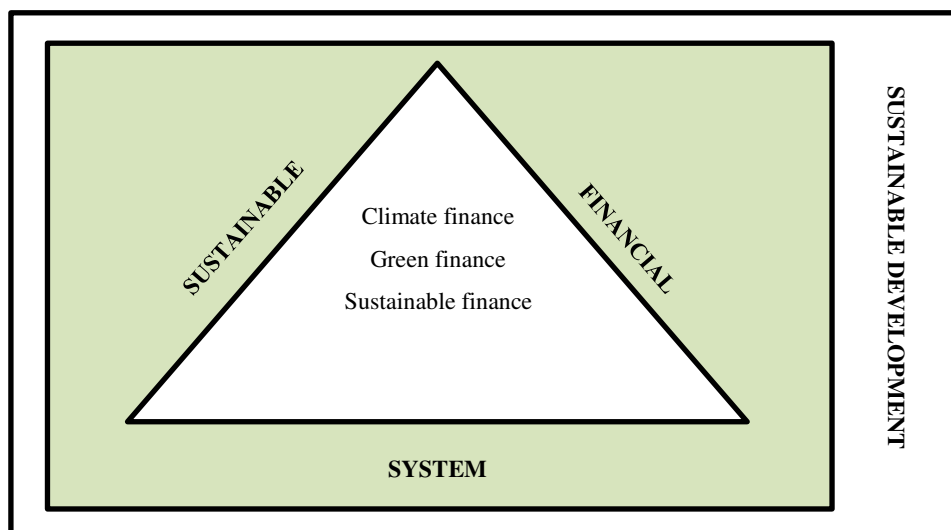 SUSTAINABLE
FINANCIAL
Climate finance
Green finance
Sustainable finance
SYSTEM
SUSTAINABLE DEVELOPMENT